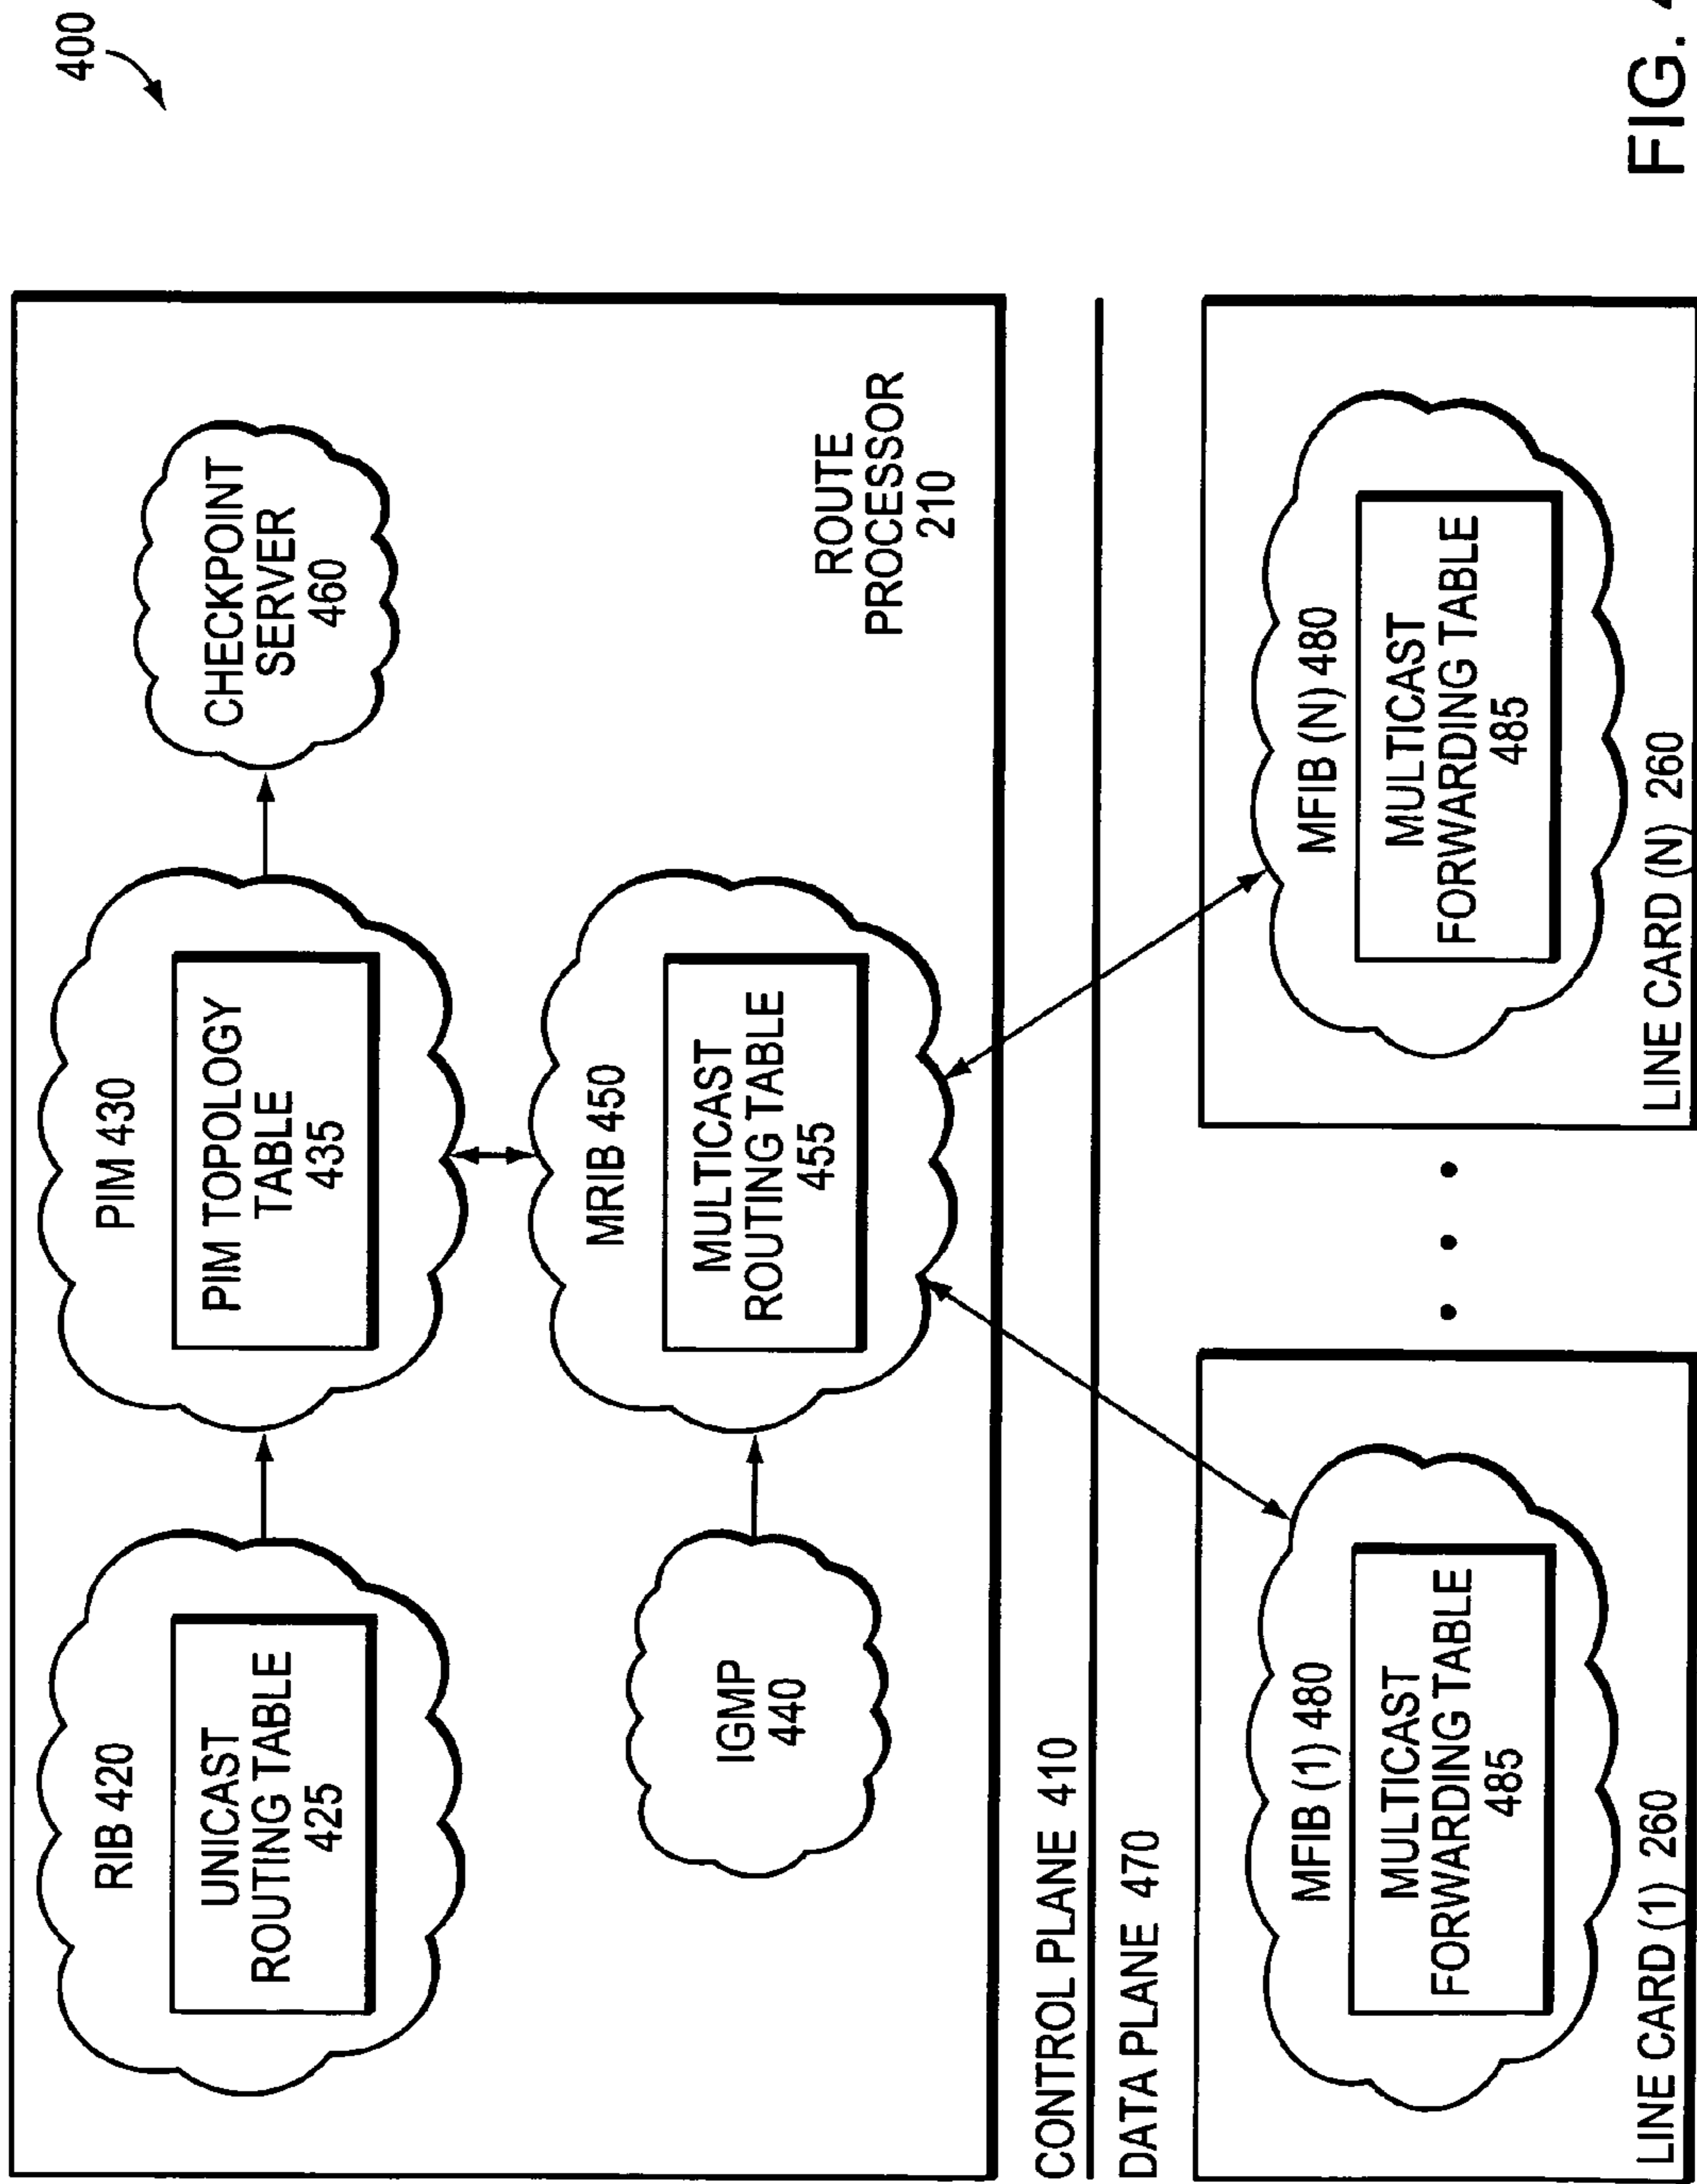 400
RIB 420
UNICAST
ROUTING TABLE
425
PIM 430
PIM TOPOLOGY
TABLE
435
CHECKPOINT
SERVER
460
IGMP
440
MRIB 450
MULTICAST
ROUTING TABLE
455
ROUTE
PROCESSOR
210
CONTROL PLANE 410
DATA PLANE 470
MFIB (1) 480
MULTICAST
FORWARDING TABLE
485
LINE CARD (1) 260
MFIB (N) 480
MULTICAST
FORWARDING TABLE
485
LINE CARD (N) 260
FIG.